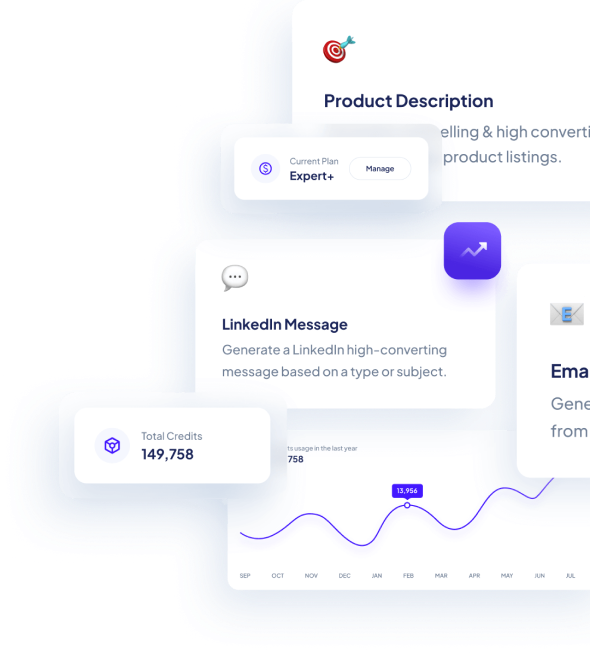 Product Description
elling & high converti
product listings.
Current Plan
Expert+
Manage
LinkedIn Message
Generate a LinkedIn high-converting
message based on a type or subject.
E
Ema
Gene
from
Total Credits
149,758
ts usage in the last year
758
13,956
SEP OCT NOV DEC JAN FEB MAR APR MAY JUN JUL